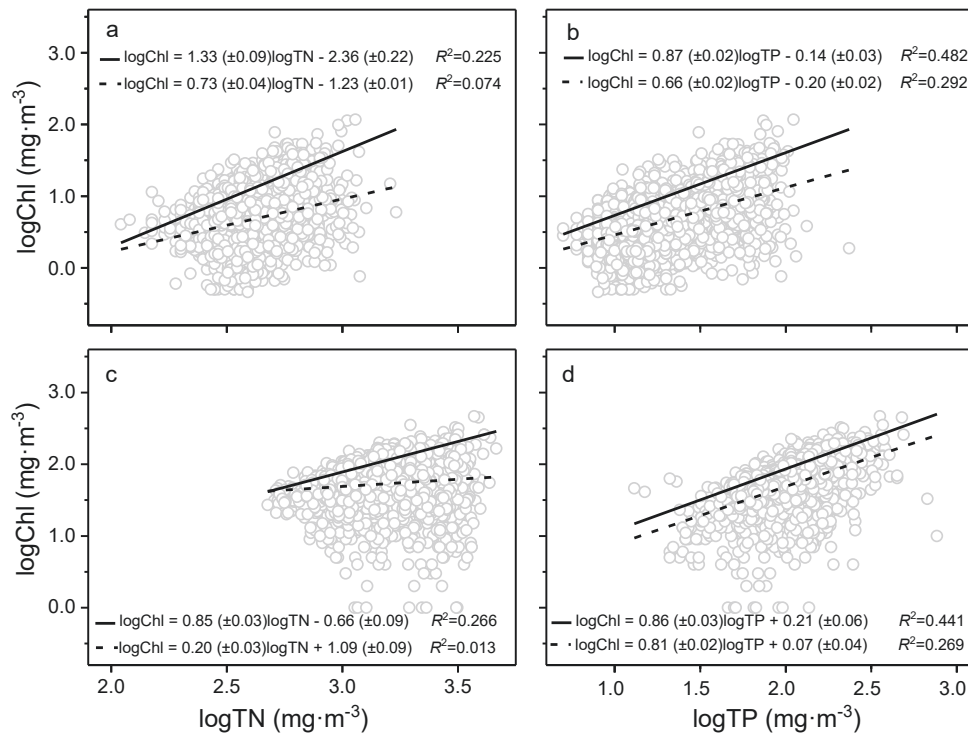 a
logChl = 1.33 (±0.09)logTN - 2.36 (±0.22) R²=0.225
logChl = 0.73 (±0.04)logTN - 1.23 (±0.01) R²=0.074
b
logChl = 0.87 (±0.02)logTP - 0.14 (±0.03) R²=0.482
logChl = 0.66 (±0.02)logTP - 0.20 (±0.02) R²=0.292
3.0
2.0
1.0
0.0
logChl (mg·m⁻³)
c
logChl = 0.85 (±0.03)logTN - 0.66 (±0.09) R²=0.266
logChl = 0.20 (±0.03)logTN + 1.09 (±0.09) R²=0.013
d
logChl = 0.86 (±0.03)logTP + 0.21 (±0.06) R²=0.441
logChl = 0.81 (±0.02)logTP + 0.07 (±0.04) R²=0.269
3.0
2.0
1.0
0.0
logChl (mg·m⁻³)
2.0 2.5 3.0 3.5
1.0 1.5 2.0 2.5 3.0
logTN (mg·m⁻³)
logTP (mg·m⁻³)